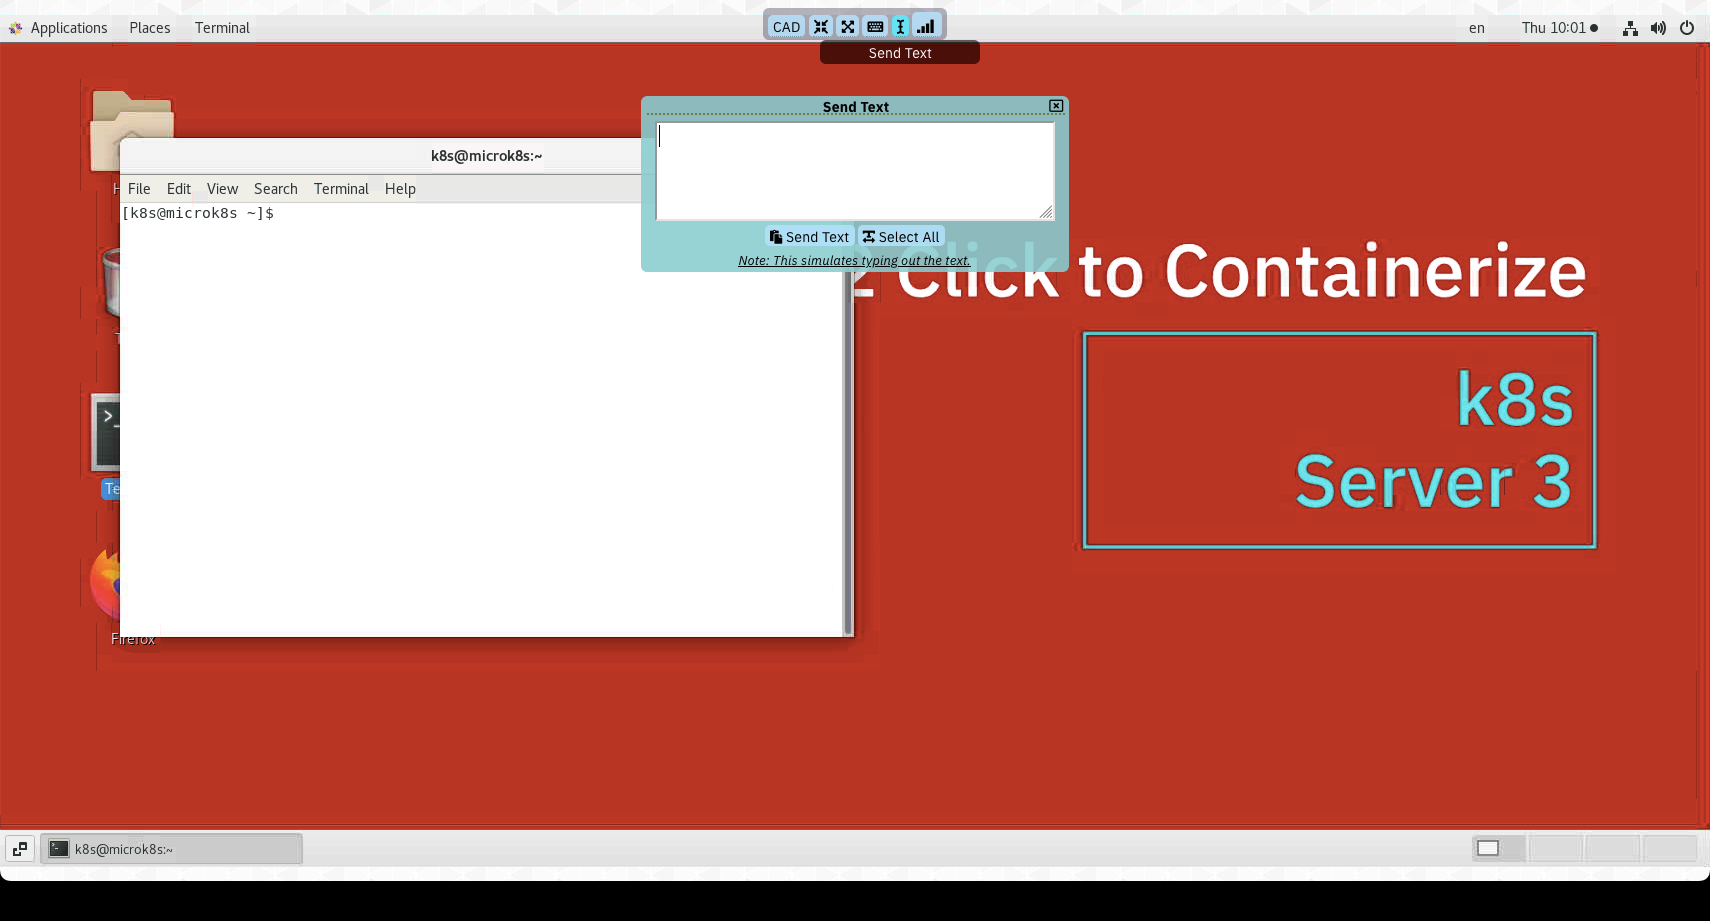 Applications Places Terminal
CAD
en Thu 10:01
Send Text
Send Text
k8s@microk8s:~
File Edit View Search Terminal Help
[k8s@microk8s ~]$
Send Text Select All
Note: This simulates typing out the text.
Click to Containerize
k8s
Server 3
Te
Firefox
k8s@microk8s:~